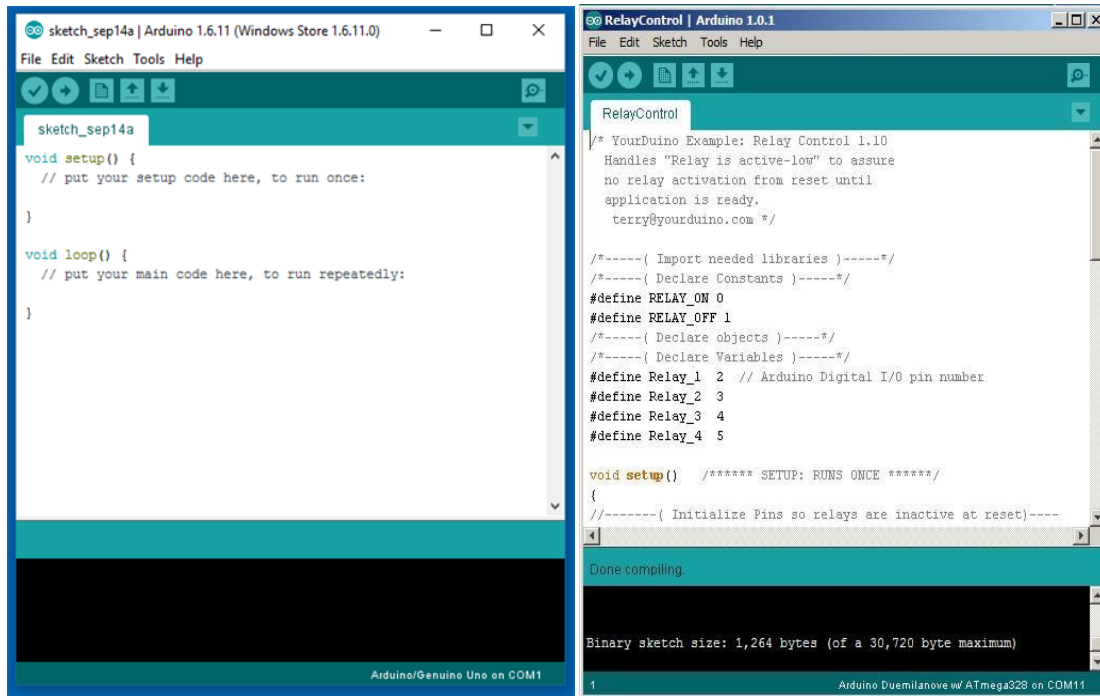 sketch_sep14a | Arduino 1.6.11 (Windows Store 1.6.11.0)
File Edit Sketch Tools Help
sketch_sep14a
void setup() {
  // put your setup code here, to run once:
}
void loop() {
  // put your main code here, to run repeatedly:
}
Arduino/Genuino Uno on COM1
RelayControl | Arduino 1.0.1
File Edit Sketch Tools Help
RelayControl
/* YourDuino Example: Relay Control 1.10
  Handles "Relay is active-low" to assure
  no relay activation from reset until
  application is ready.
   terry@yourduino.com */
/*-----( Import needed libraries )-----*/
/*-----( Declare Constants )-----*/
#define RELAY_ON 0
#define RELAY_OFF 1
/*-----( Declare objects )-----*/
/*-----( Declare Variables )-----*/
#define Relay_1  2  // Arduino Digital I/O pin number
#define Relay_2  3
#define Relay_3  4
#define Relay_4  5
void setup()   /****** SETUP: RUNS ONCE ******/
{
//-------( Initialize Pins so relays are inactive at reset)----
Done compiling.
Binary sketch size: 1,264 bytes (of a 30,720 byte maximum)
1 Arduino Duemilanove w/ ATmega328 on COM11